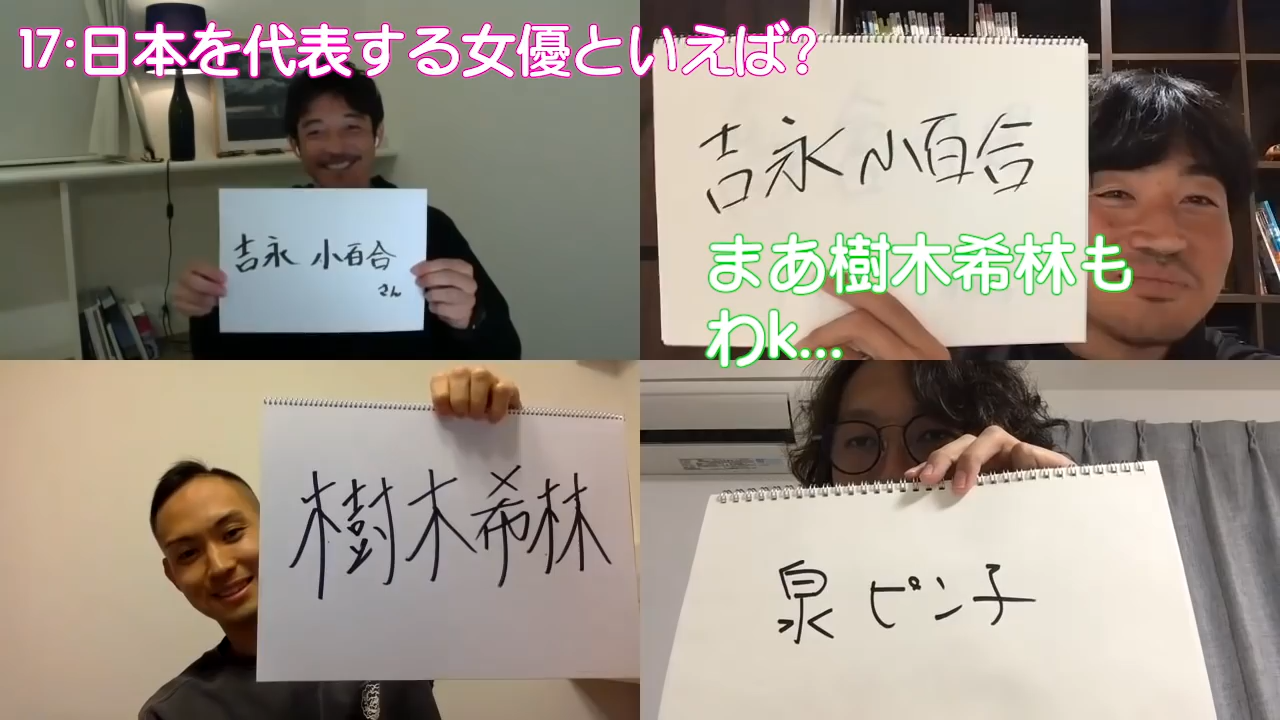 17:日本を代表する女優といえば?
吉永 小百合
さん
吉永小百合
まあ樹木希林も
わk…
樹木希林
泉ピン子